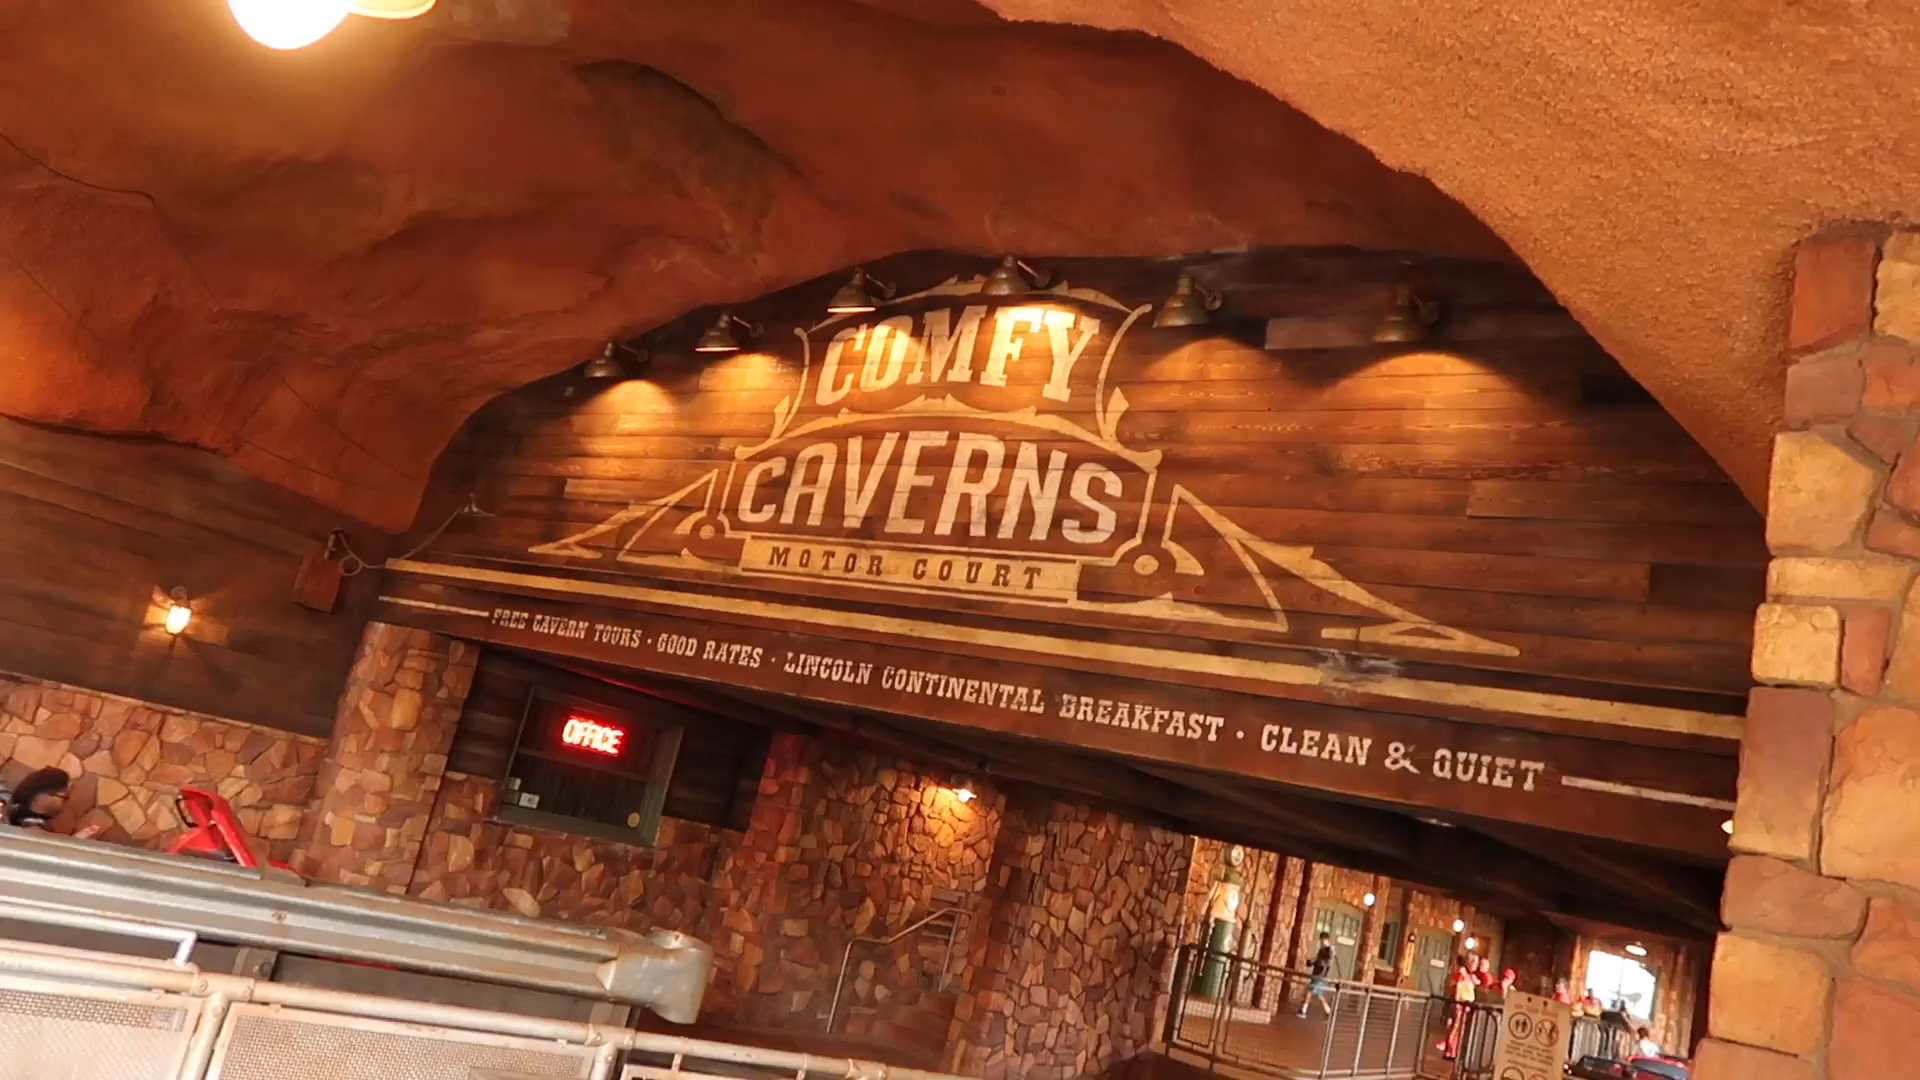 COMFY
CAVERNS
MOTOR COURT
FREE CAVERN TOURS · GOOD RATES · LINCOLN CONTINENTAL BREAKFAST · CLEAN & QUIET
OFFICE